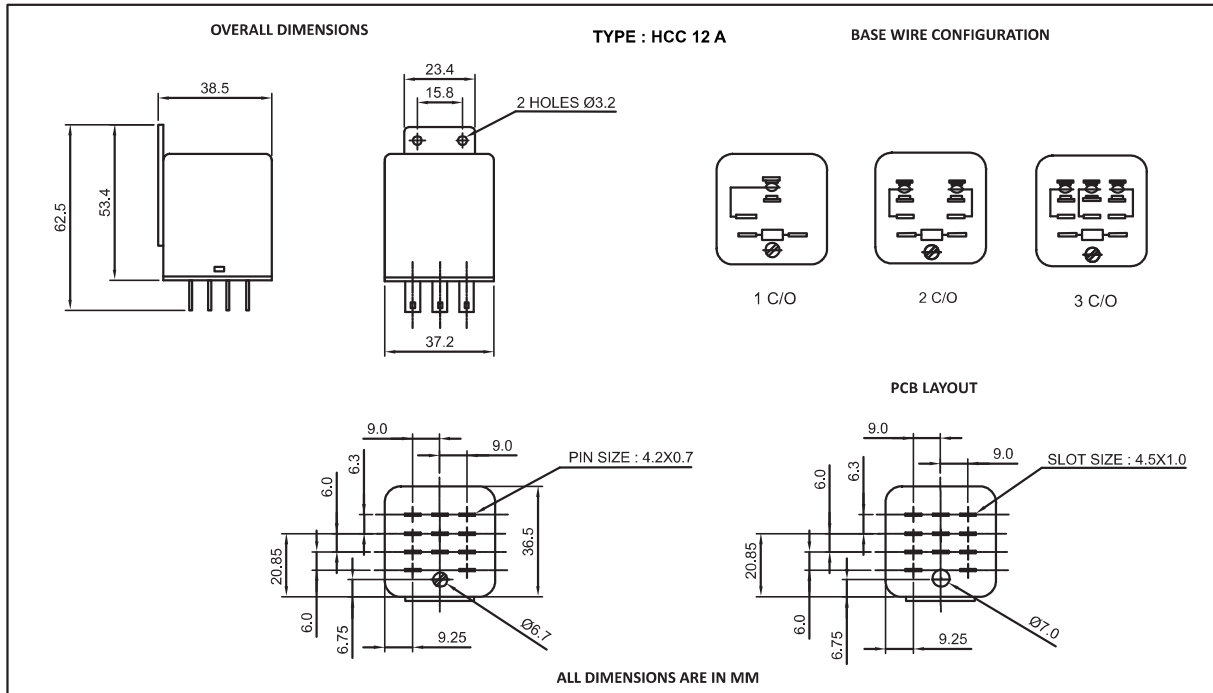 OVERALL DIMENSIONS
TYPE : HCC 12 A
BASE WIRE CONFIGURATION
38.5
62.5
53.4
23.4
15.8
2 HOLES Ø3.2
37.2
1 C/O
2 C/O
3 C/O
9.0
9.0
6.3
6.0
PIN SIZE : 4.2X0.7
20.85
36.5
6.0
6.75
9.25
Ø6.7
PCB LAYOUT
9.0
9.0
6.3
6.0
SLOT SIZE : 4.5X1.0
20.85
6.0
6.75
9.25
Ø7.0
ALL DIMENSIONS ARE IN MM